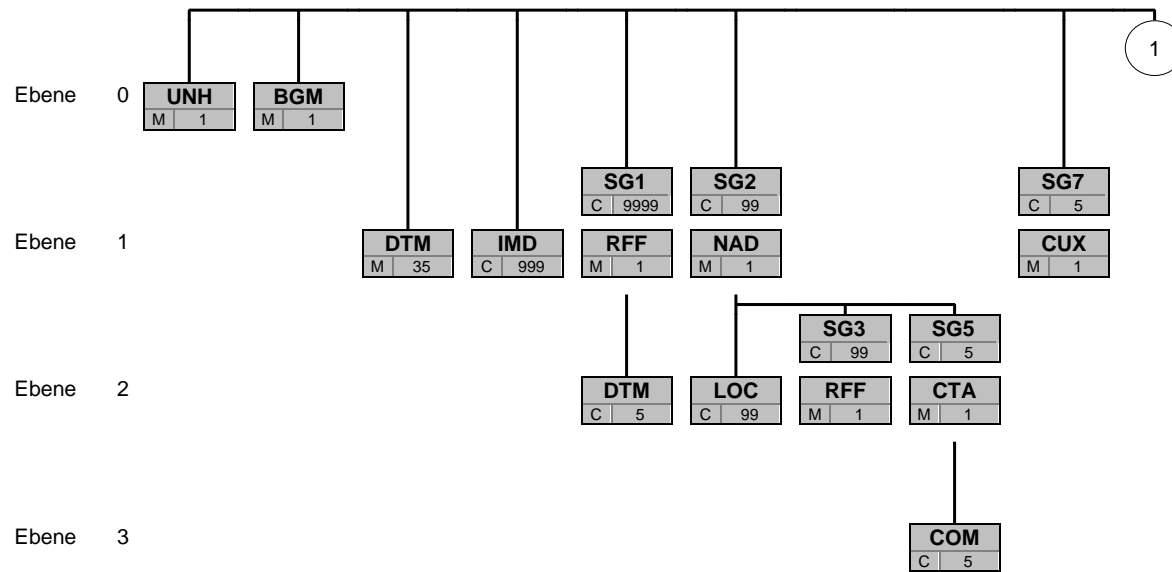 1
Ebene 0
UNH
M 1
BGM
M 1
SG1
C 9999
SG2
C 99
SG7
C 5
Ebene 1
DTM
M 35
IMD
C 999
RFF
M 1
NAD
M 1
CUX
M 1
SG3
C 99
SG5
C 5
Ebene 2
DTM
C 5
LOC
C 99
RFF
M 1
CTA
M 1
Ebene 3
COM
C 5